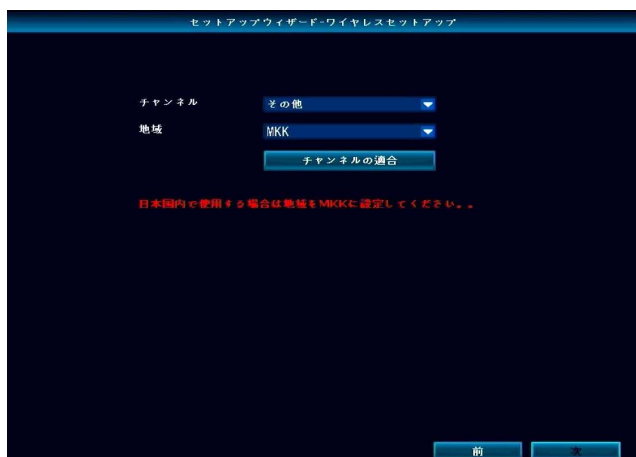 セットアップウィザード-ワイヤレスセットアップ
チャンネル その他
地域 MKK
チャンネルの適合
日本国内で使用する場合は地域をMKKに設定してください。。
前 次